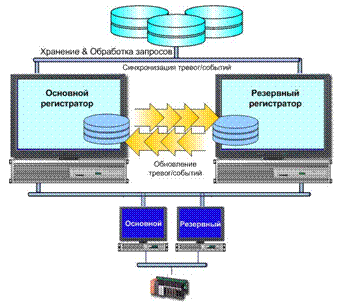 Хранение & Обработка запросов
Синхронизация тревог/событий
Основной
регистратор
Резервный
регистратор
Обновление
тревог/событий
Основной
Резервный